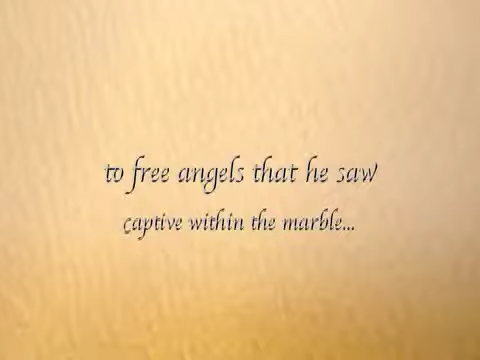 to free angels that he saw
captive within the marble...